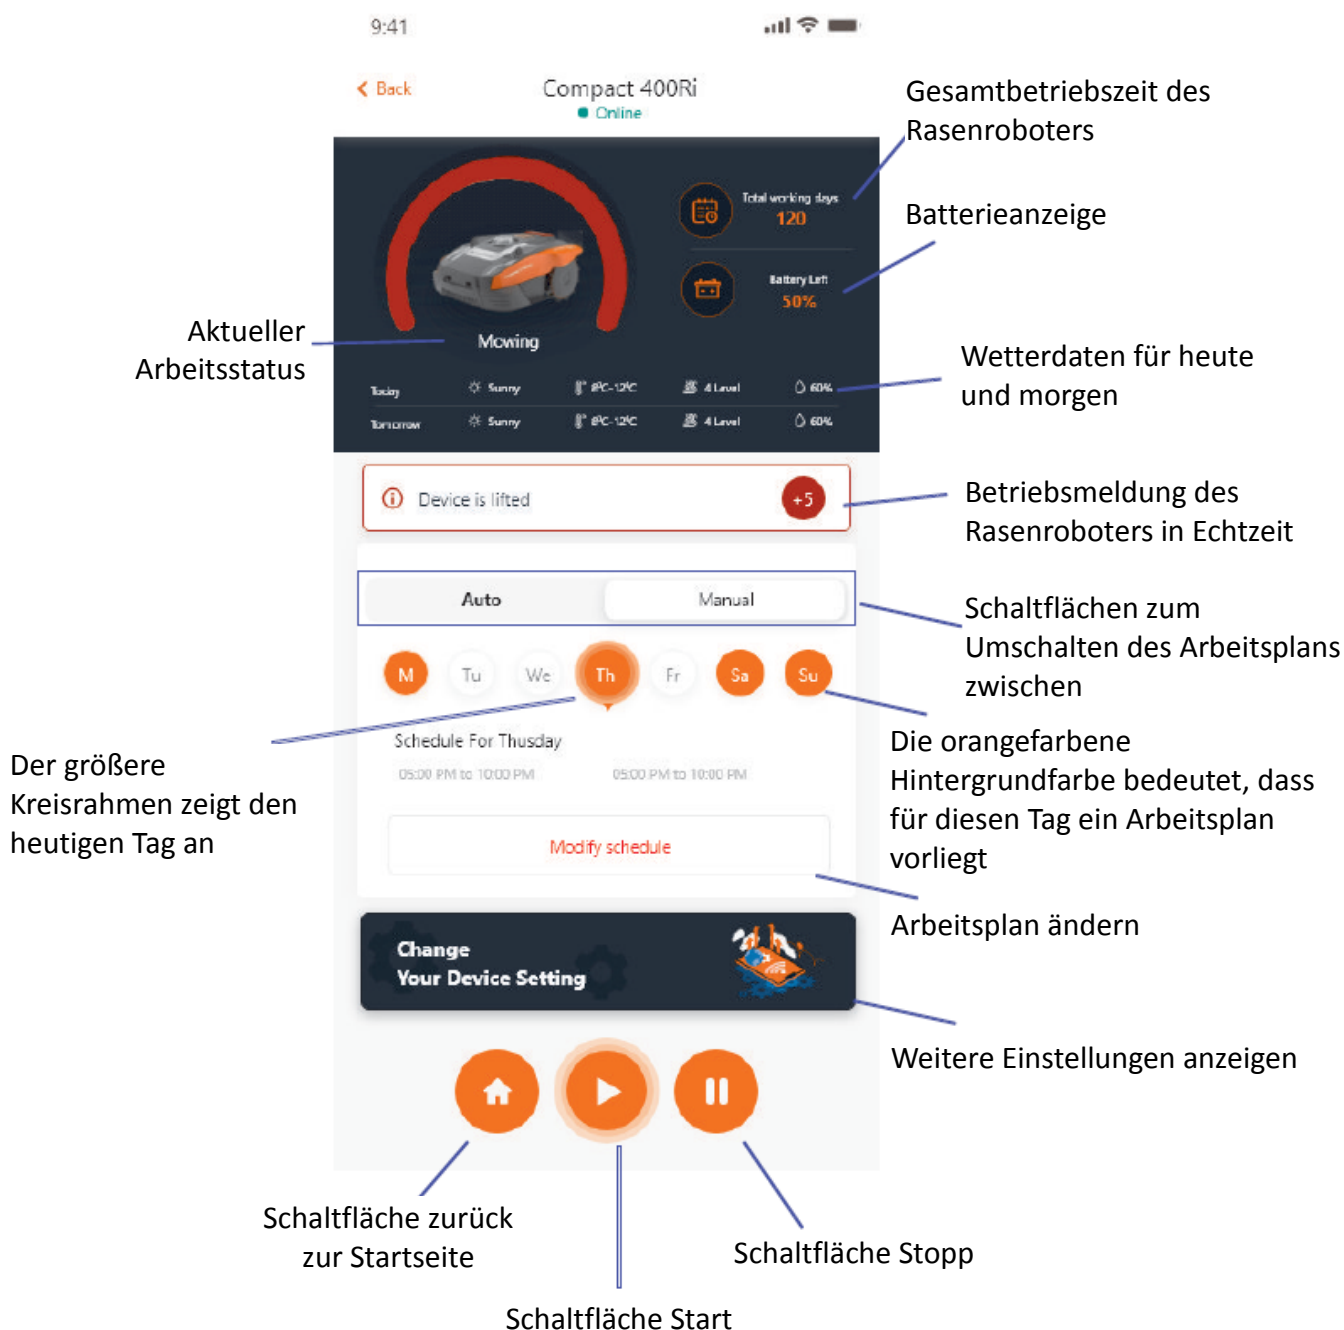 9:41
Back
Compact 400Ri
Online
Gesamtbetriebszeit des
Rasenroboters
Total working days
120
Batterieanzeige
Battery Left
50%
Aktueller
Arbeitsstatus
Mowing
Wetterdaten für heute
und morgen
Today Sunny 8ºC-12ºC 4 Level 60%
Tomorrow Sunny 8ºC-12ºC 4 Level 60%
Device is lifted +5
Betriebsmeldung des
Rasenroboters in Echtzeit
Auto Manual
Schaltflächen zum
Umschalten des Arbeitsplans
zwischen
M Tu We Th Fr Sa Su
Schedule For Thusday
05:00 PM to 10:00 PM 05:00 PM to 10:00 PM
Der größere
Kreisrahmen zeigt den
heutigen Tag an
Die orangefarbene
Hintergrundfarbe bedeutet, dass
für diesen Tag ein Arbeitsplan
vorliegt
Modify schedule
Arbeitsplan ändern
Change
Your Device Setting
Weitere Einstellungen anzeigen
Schaltfläche zurück
zur Startseite
Schaltfläche Stopp
Schaltfläche Start